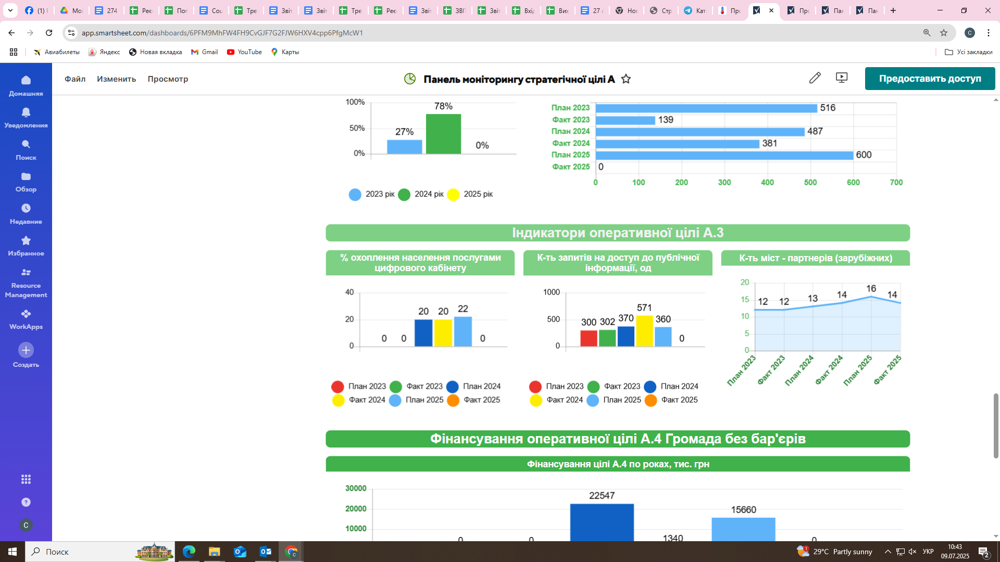 (1) F
Мої
274
Реєс
Пог
Соц
Тре
Звіт
Звіт
Тре
Реєс
Звіт
ЗВІТ
Звіт
Вхід
Вих
27 с
Нов
Стр
Кат
Про
Про
Пан
Пан
app.smartsheet.com/dashboards/6PFM9MhFW4FH9CvGJF7G2FJW6HXV4cpp6PfgMcW1
C
Авиабилеты
Яндекс
Новая вкладка
Gmail
YouTube
Карты
Усі закладки
Файл
Изменить
Просмотр
Панель моніторингу стратегічної цілі А
Предоставить доступ
Домашняя
Уведомления
Поиск
Обзор
Недавние
Избранное
Resource
Management
WorkApps
Создать
C
100%
50%
0%
27%
78%
0%
2023 рік
2024 рік
2025 рік
План 2023
516
Факт 2023
139
План 2024
487
Факт 2024
381
План 2025
600
Факт 2025
0
0 100 200 300 400 500 600 700
Індикатори оперативної цілі А.3
% охоплення населення послугами
цифрового кабінету
40
20
0
0 0 20 20 22 0
План 2023 Факт 2023 План 2024
Факт 2024 План 2025 Факт 2025
К-ть запитів на доступ до публічної
інформації, од
1000
500
0
300 302 370 571 360 0
План 2023 Факт 2023 План 2024
Факт 2024 План 2025 Факт 2025
К-ть міст - партнерів (зарубіжних)
20
15
10
5
0
12 12 13 14 16 14
План 2023 Факт 2023 План 2024 Факт 2024 План 2025 Факт 2025
Фінансування оперативної цілі А.4 Громада без бар'єрів
Фінансування цілі А.4 по роках, тис. грн
30000
20000
10000
0 0 22547 1340 15660 0
Поиск
29°C Partly sunny
1
УКР
10:43
09.07.2025
2